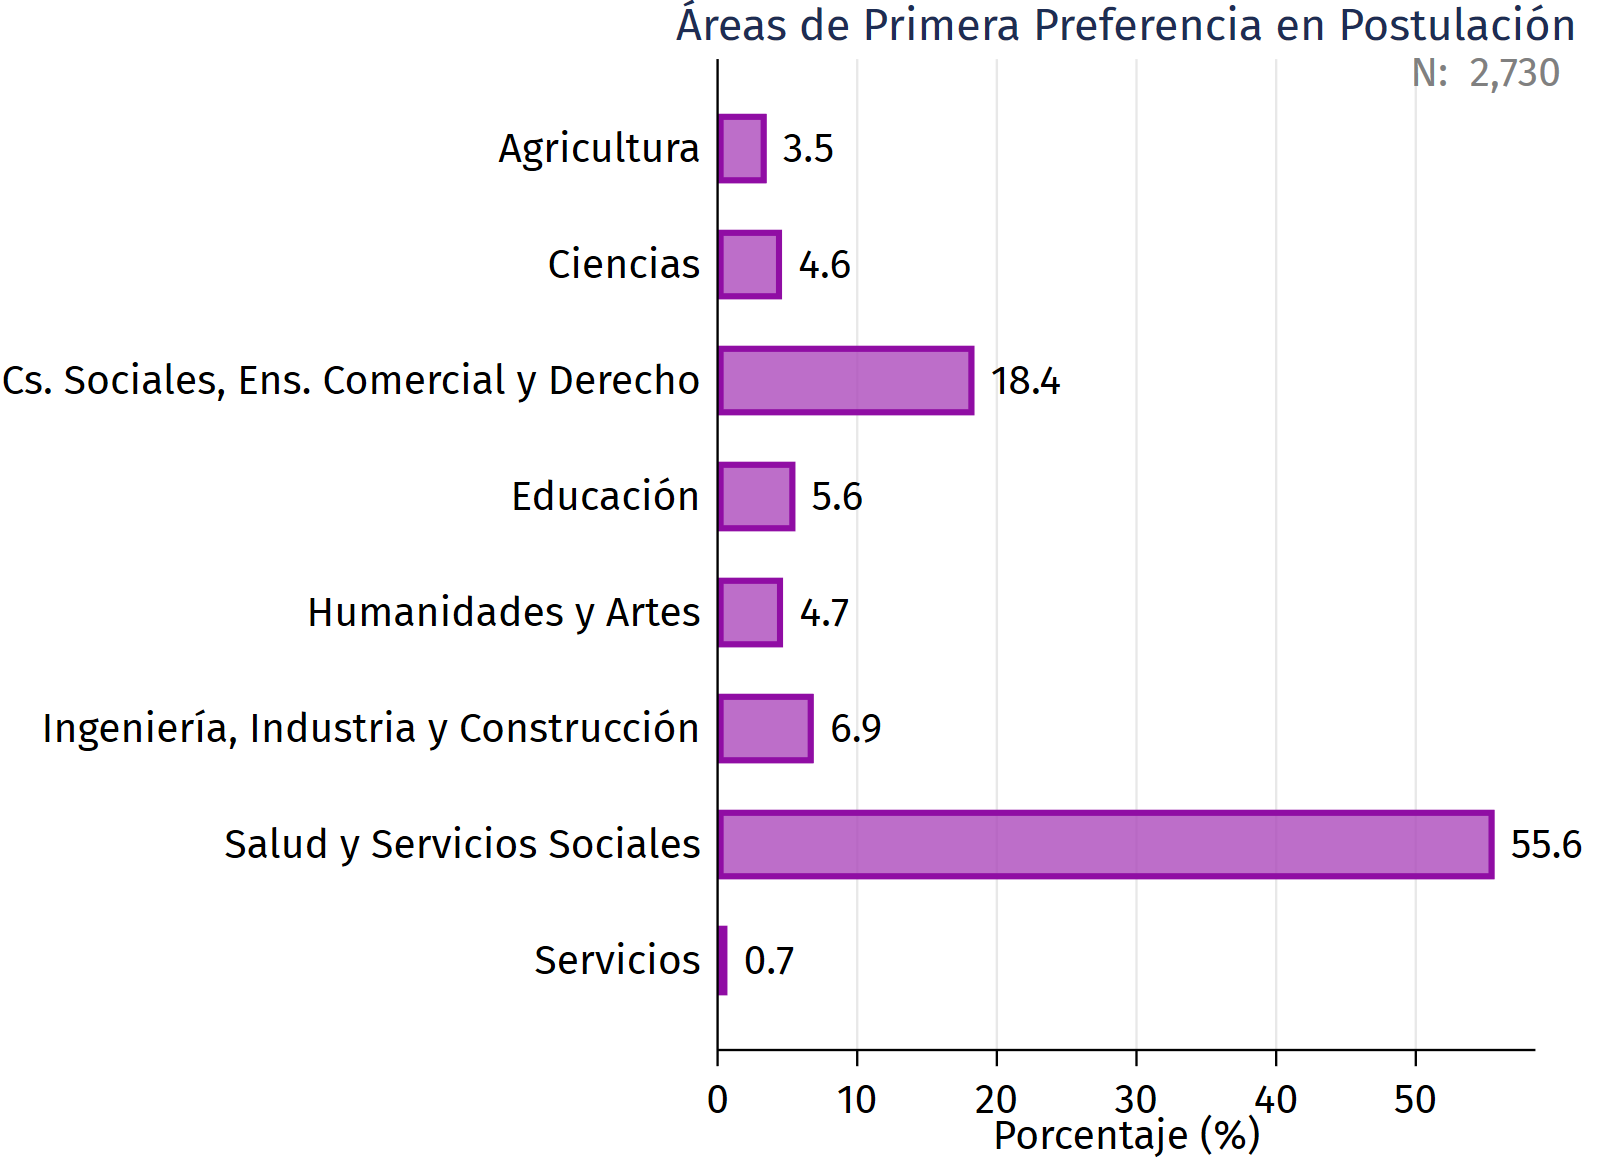 Áreas de Primera Preferencia en Postulación
N: 2,730
Agricultura 3.5
Ciencias 4.6
Cs. Sociales, Ens. Comercial y Derecho 18.4
Educación 5.6
Humanidades y Artes 4.7
Ingeniería, Industria y Construcción 6.9
Salud y Servicios Sociales 55.6
Servicios 0.7
0 10 20 30 40 50
Porcentaje (%)